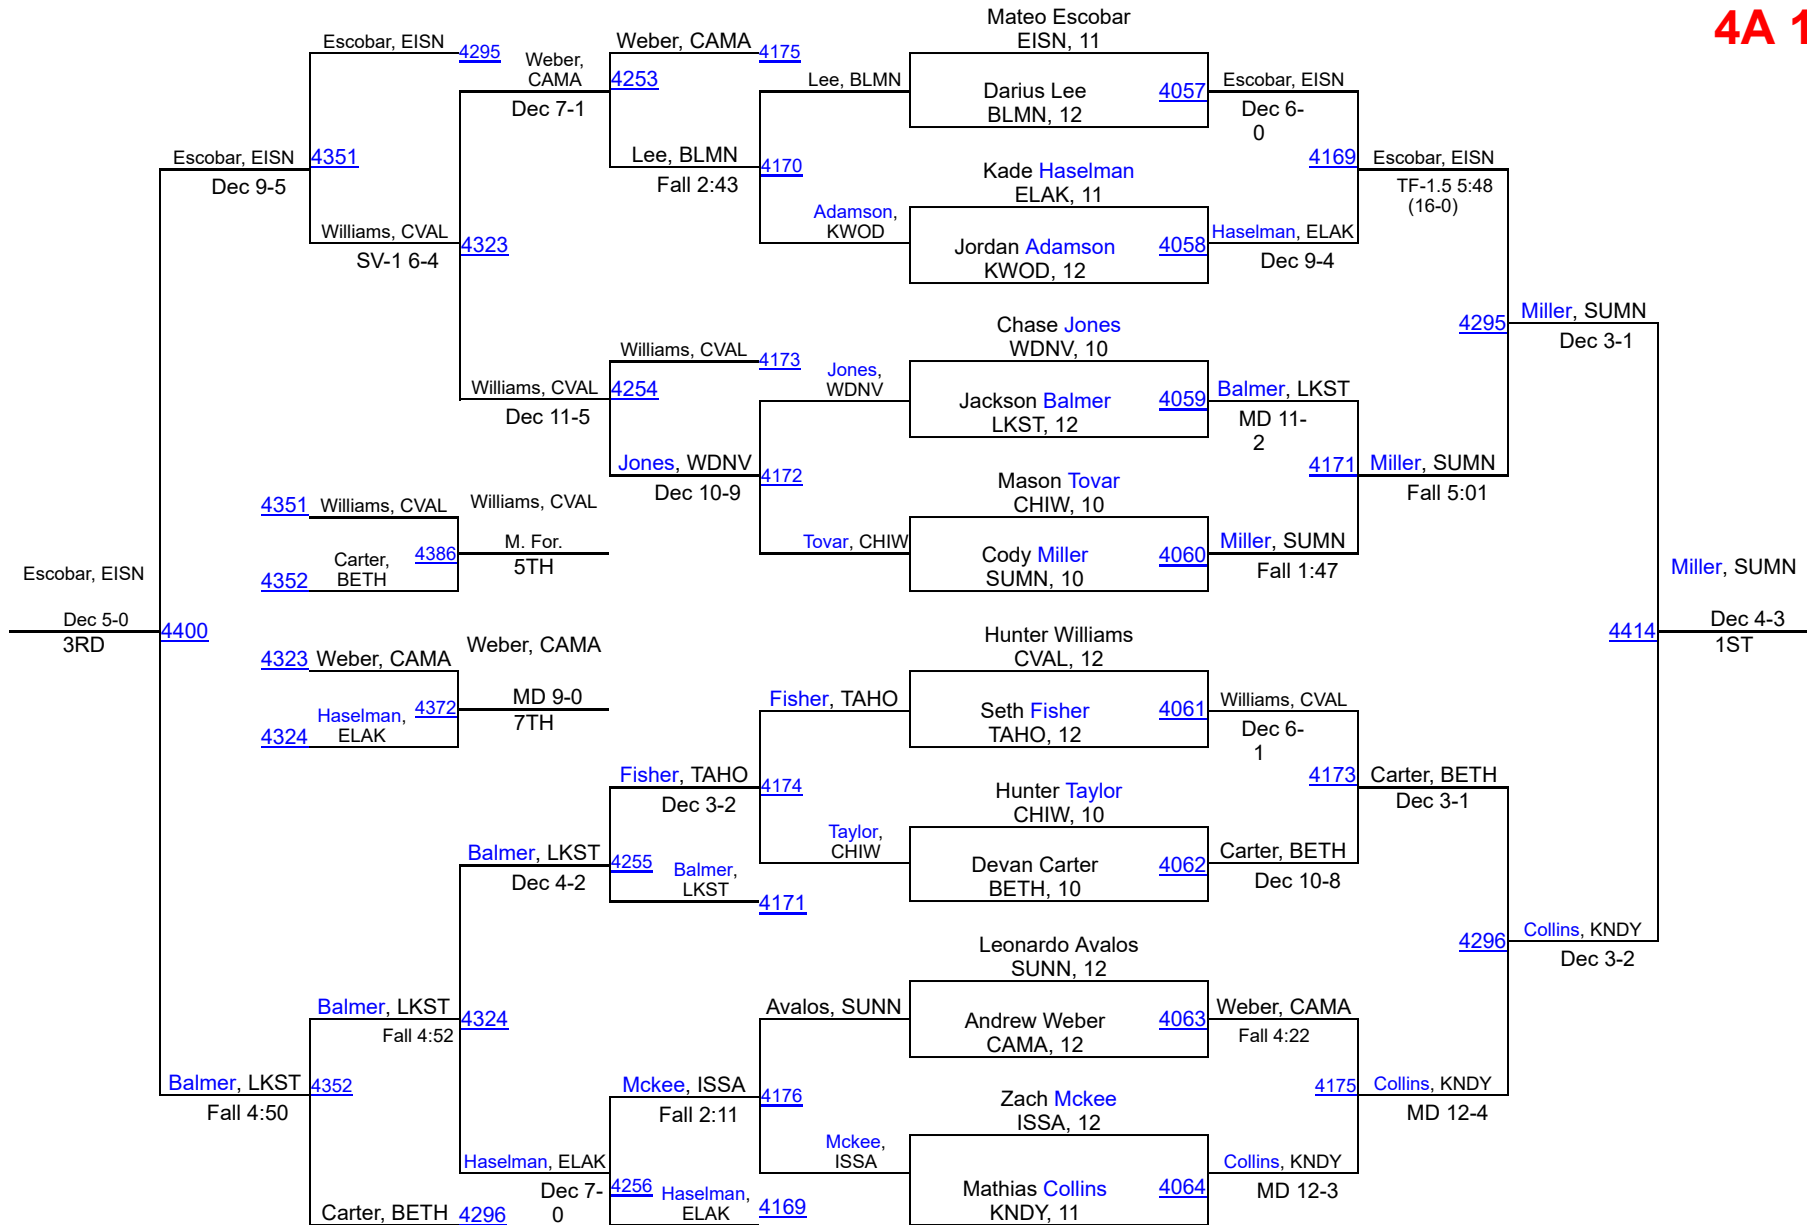 4A 1
Mateo Escobar
EISN, 11
Darius Lee
BLMN, 12
4057
Kade Haselman
ELAK, 11
Jordan Adamson
KWOD, 12
4058
Chase Jones
WDNV, 10
Jackson Balmer
LKST, 12
4059
Mason Tovar
CHIW, 10
Cody Miller
SUMN, 10
4060
Hunter Williams
CVAL, 12
Seth Fisher
TAHO, 12
4061
Hunter Taylor
CHIW, 10
Devan Carter
BETH, 10
4062
Leonardo Avalos
SUNN, 12
Andrew Weber
CAMA, 12
4063
Zach Mckee
ISSA, 12
Mathias Collins
KNDY, 11
4064
Escobar, EISN
Dec 6-
0
Haselman, ELAK
Dec 9-4
Balmer, LKST
MD 11-
2
Miller, SUMN
Fall 1:47
Williams, CVAL
Dec 6-
1
Carter, BETH
Dec 10-8
Weber, CAMA
Fall 4:22
Collins, KNDY
MD 12-3
4169
Escobar, EISN
TF-1.5 5:48
(16-0)
4171
Miller, SUMN
Fall 5:01
4173
Carter, BETH
Dec 3-1
4175
Collins, KNDY
MD 12-4
4295
Miller, SUMN
Dec 3-1
4296
Collins, KNDY
Dec 3-2
4414
Miller, SUMN
Dec 4-3
1ST
Lee, BLMN
Adamson,
KWOD
Jones,
WDNV
Tovar, CHIW
Fisher, TAHO
Taylor,
CHIW
Avalos, SUNN
Mckee,
ISSA
Weber, CAMA
4175
Lee, BLMN
Fall 2:43
4170
Williams, CVAL
4173
Jones, WDNV
Dec 10-9
4172
Fisher, TAHO
Dec 3-2
4174
Balmer,
LKST
4171
Mckee, ISSA
Fall 2:11
4176
Haselman,
ELAK
4169
Weber,
CAMA
Dec 7-1
4253
Williams, CVAL
Dec 11-5
4254
Balmer, LKST
Dec 4-2
4255
Haselman, ELAK
Dec 7-
0
4256
Escobar, EISN
4295
Williams, CVAL
SV-1 6-4
4323
Balmer, LKST
Fall 4:52
4324
Carter, BETH
4296
Escobar, EISN
Dec 9-5
4351
Balmer, LKST
Fall 4:50
4352
Escobar, EISN
Dec 5-0
3RD
4400
4351
Williams, CVAL
4352
Carter,
BETH
4386
Williams, CVAL
M. For.
5TH
4323
Weber, CAMA
4324
Haselman,
ELAK
4372
Weber, CAMA
MD 9-0
7TH